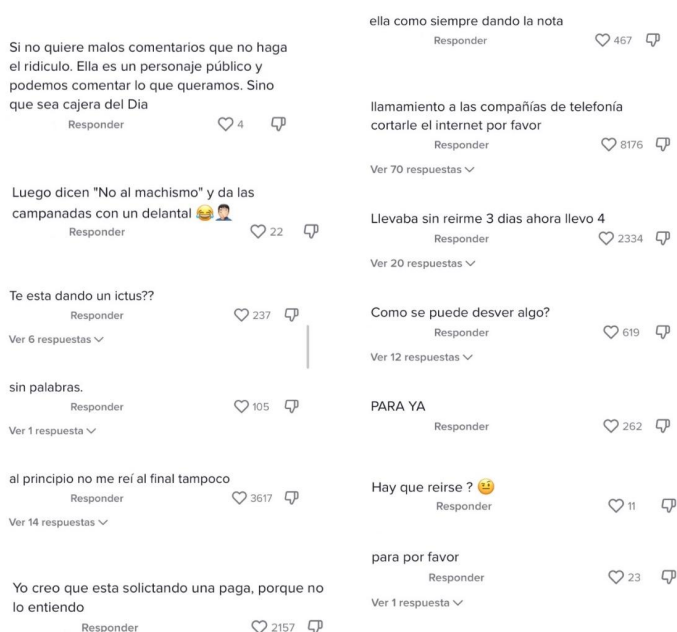 Si no quiere malos comentarios que no haga
el ridiculo. Ella es un personaje público y
podemos comentar lo que queramos. Sino
que sea cajera del Dia
Responder 4
Luego dicen "No al machismo" y da las
campanadas con un delantal 😂🤦🏻‍♂️
Responder 22
Te esta dando un ictus??
Responder 237
Ver 6 respuestas
sin palabras.
Responder 105
Ver 1 respuesta
al principio no me reí al final tampoco
Responder 3617
Ver 14 respuestas
Yo creo que esta solictando una paga, porque no
lo entiendo
Responder 2157
ella como siempre dando la nota
Responder 467
llamamiento a las compañías de telefonía
cortarle el internet por favor
Responder 8176
Ver 70 respuestas
Llevaba sin reirme 3 dias ahora llevo 4
Responder 2334
Ver 20 respuestas
Como se puede desver algo?
Responder 619
Ver 12 respuestas
PARA YA
Responder 262
Hay que reirse ? 🤨
Responder 11
para por favor
Responder 23
Ver 1 respuesta